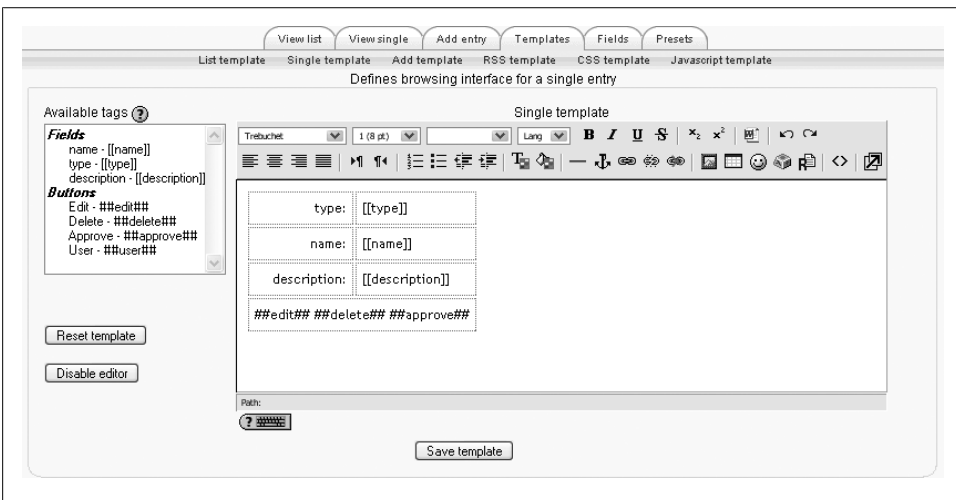 View list View single Add entry Templates Fields Presets
List template Single template Add template RSS template CSS template Javascript template
Defines browsing interface for a single entry
Available tags ?
Single template
Fields
name - [[name]]
type - [[type]]
description - [[description]]
Buttons
Edit - ##edit##
Delete - ##delete##
Approve - ##approve##
User - ##user##
Trebuchet 1 (8 pt) Lang B I U S x₂ x²
type: [[type]]
name: [[name]]
description: [[description]]
##edit## ##delete## ##approve##
Reset template
Disable editor
Path:
?
Save template